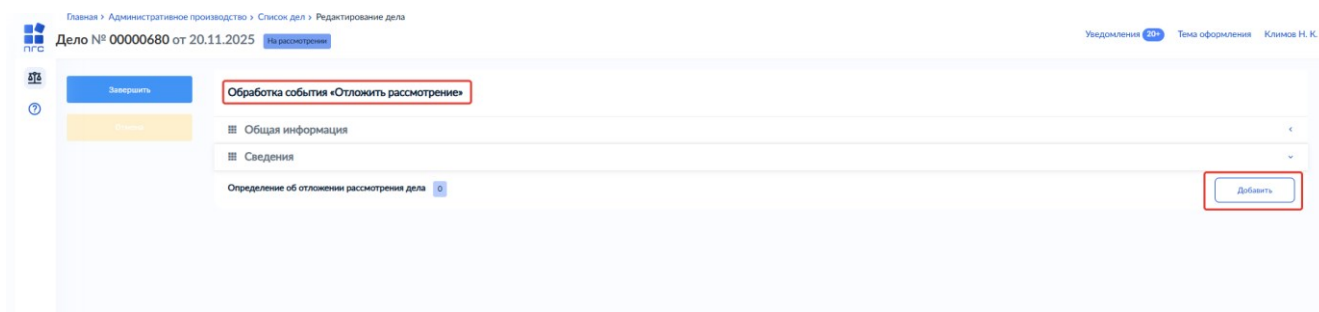 Главная > Административное производство > Список дел > Редактирование дела
Дело № 00000680 от 20.11.2025 На рассмотрении
Уведомления 20+ Тема оформления Климов Н. К.
пгс
Завершить
Обработка события «Отложить рассмотрение»
Общая информация
Сведения
Определение об отложении рассмотрения дела 0
Добавить